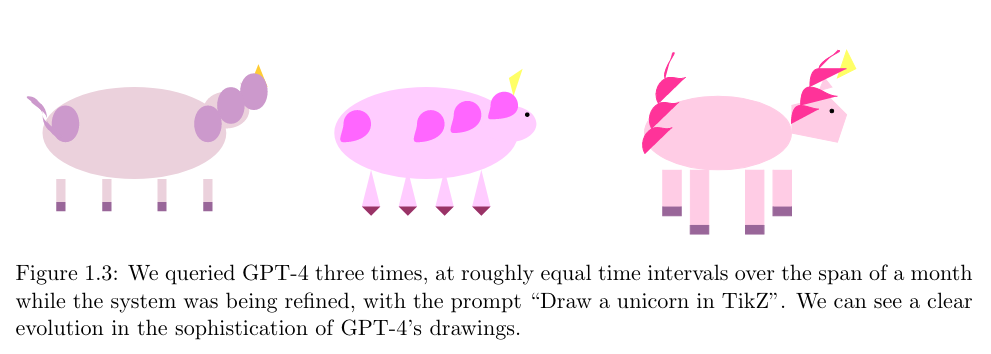 Figure 1.3: We queried GPT-4 three times, at roughly equal time intervals over the span of a month
while the system was being refined, with the prompt “Draw a unicorn in TikZ”. We can see a clear
evolution in the sophistication of GPT-4’s drawings.